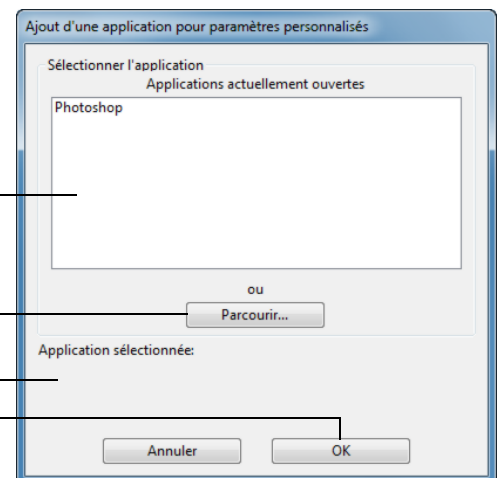 Ajout d'une application pour paramètres personnalisés
Sélectionner l'application
Applications actuellement ouvertes
Photoshop
ou
Parcourir...
Application sélectionnée:
Annuler
OK